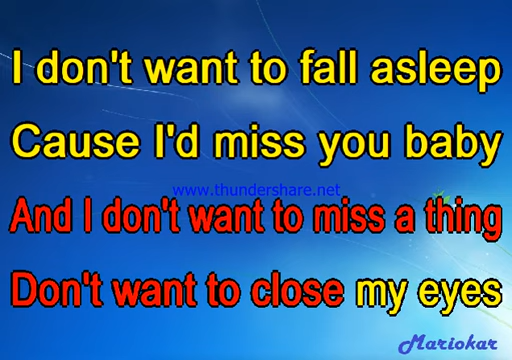 I don't want to fall asleep
Cause I'd miss you baby
www.thundershare.net
And I don't want to miss a thing
Don't want to close my eyes
Mariokar